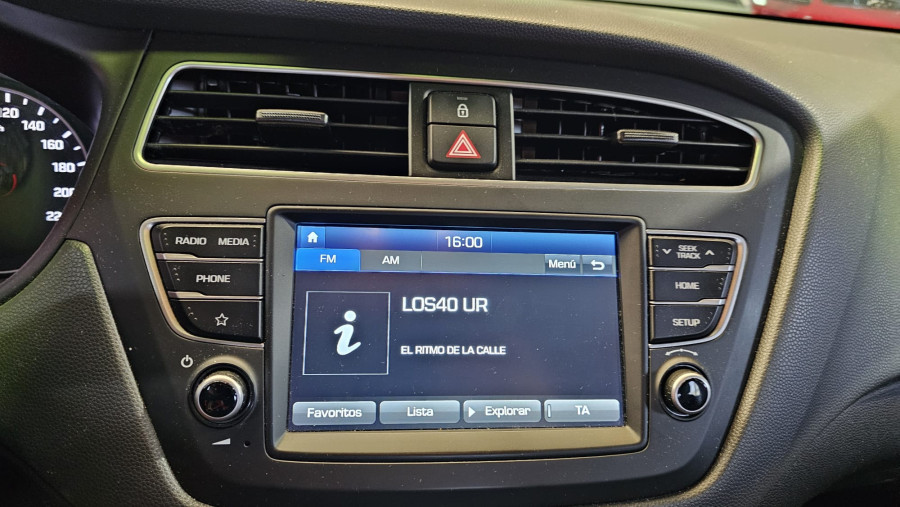 120
140
160
180
200
22
RADIO MEDIA
PHONE
16:00
FM AM Menú
LOS40 UR
EL RITMO DE LA CALLE
Favoritos Lista Explorar TA
SEEK
TRACK
HOME
SETUP